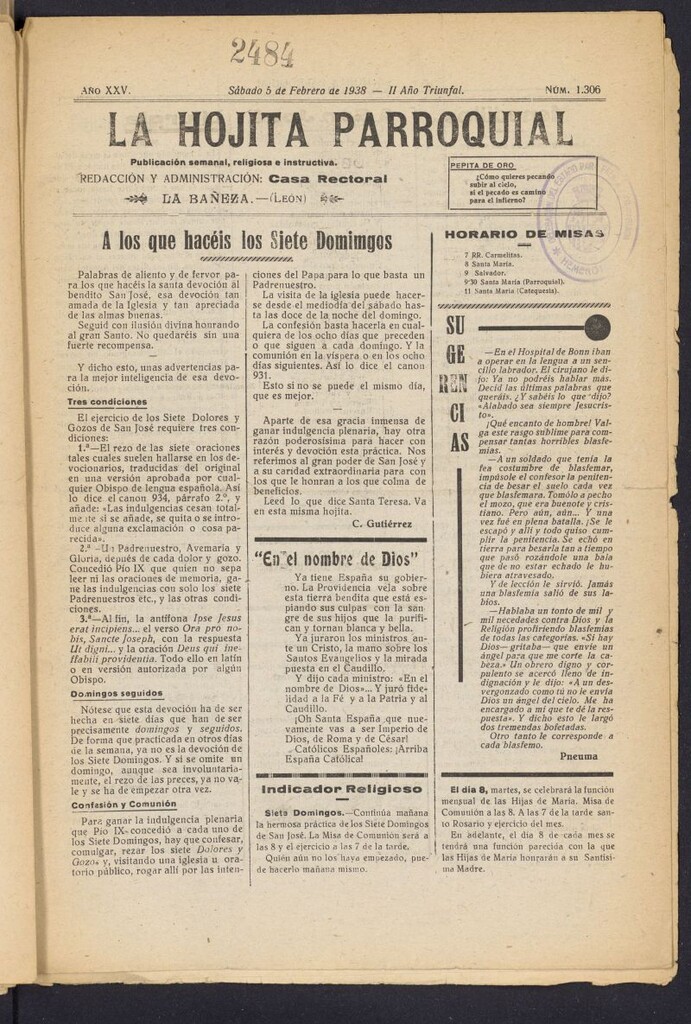 2484
AÑO XXV.
Sábado 5 de Febrero de 1938 — II Año Triunfal.
NÚM. 1.306
LA HOJITA PARROQUIAL
Publicación semanal, religiosa e instructiva.
REDACCIÓN Y ADMINISTRACIÓN: Casa Rectoral
LA BAÑEZA.—(LEÓN)
PEPITA DE ORO
¿Cómo quieres pecando
subir al cielo,
si el pecado es camino
para el infierno?
A los que hacéis los Siete Domimgos
Palabras de aliento y de fervor pa-
ra los que hacéis la santa devoción al
bendito San José, esa devoción tan
amada de la Iglesia y tan apreciada
de las almas buenas.
Seguid con ilusión divina honrando
al gran Santo. No quedaréis sin una
fuerte recompensa.
—
Y dicho esto, unas advertencias pa-
ra la mejor inteligencia de esa devo-
ción.
Tres condiciones
El ejercicio de los Siete Dolores y
Gozos de San José requiere tres con-
diciones:
1.ª—El rezo de las siete oraciones
tales cuales suelen hallarse en los de-
vocionarios, traducidas del original
en una versión aprobada por cual-
quier Obispo de lengua española. Así
lo dice el canon 934, párrafo 2.º, y
añade: «Las indulgencias cesan total-
mente si se añade, se quita o se intro-
duce alguna exclamación o cosa pa-
recida».
2.ª—Un Padrenuestro, Avemaría y
Gloria, depués de cada dolor y gozo.
Concedió Pío IX que quien no sepa
leer ni las oraciones de memoria, ga-
ne las indulgencias con solo los siete
Padrenuestros etc., y las otras condi-
ciones.
3.ª—Al fin, la antífona Ipse Jesus
erat incipiens... el verso Ora pro no-
bis, Sancte Joseph, con la respuesta
Ut digni... y la oración Deus qui ine-
ffabili providentia. Todo ello en latín
o en versión autorizada por algún
Obispo.
Domingos seguidos
Nótese que esta devoción ha de ser
hecha en siete días que han de ser
precisamente domingos y seguidos.
De forma que practicada en otros días
de la semana, ya no es la devoción de
los Siete Domingos. Y si se omite un
domingo, aunque sea involuntaria-
mente, el rezo de las preces, ya no va-
le y se ha de empezar otra vez.
Confesión y Comunión
Para ganar la indulgencia plenaria
que Pío IX concedió a cada uno de
los Siete Domingos, hay que confesar,
comulgar, rezar los siete Dolores y
Gozos y, visitando una iglesia u ora-
torio público, rogar allí por las inten-
ciones del Papa para lo que basta un
Padrenuestro.
La visita de la iglesia puede hacer-
se desde el mediodía del sábado has-
ta las doce de la noche del domingo.
La confesión basta hacerla en cual-
quiera de los ocho días que preceden
o que siguen a cada domingo. Y la
comunión en la víspera o en los ocho
días siguientes. Así lo dice el canon
931.
Esto si no se puede el mismo día,
que es mejor.
—
Aparte de esa gracia inmensa de
ganar indulgencia plenaria, hay otra
razón poderosísima para hacer con
interés y devoción esta práctica. Nos
referimos al gran poder de San José y
a su caridad extraordinaria para con
los que le honran a los que colma de
beneficios.
Leed lo que dice Santa Teresa. Va
en esta misma hojita.
C. Gutiérrez
“En el nombre de Dios”
Ya tiene España su gobier-
no. La Providencia vela sobre
esta tierra bendita que está ex-
piando sus culpas con la san-
gre de sus hijos que la purifi-
can y tornan blanca y bella.
Ya juraron los ministros an-
te un Cristo, la mano sobre los
Santos Evangelios y la mirada
puesta en el Caudillo.
Y dijo cada ministro: «En el
nombre de Dios»... Y juró fide-
lidad a la Fé y a la Patria y al
Caudillo.
¡Oh Santa España, que nue-
vamente vas a ser Imperio de
Dios, de Roma y de César!
¡Católicos Españoles: ¡Arriba
España Católica!
Indicador Religioso
Siete Domingos.—Continúa mañana
la hermosa práctica de los Siete Domingos
de San José. La Misa de Comunión será a
las 8 y el ejercicio a las 7 de la tarde.
Quién aún no los haya empezado, pue-
de hacerlo mañana mismo.
HORARIO DE MISAS
7 RR. Carmelitas.
8 Santa María.
9 Salvador.
9'30 Santa María (Parroquial).
11 Santa María (Catequesis).
SU
GE
REN
CI
AS
—En el Hospital de Bonn iban
a operar en la lengua a un sen-
cillo labrador. El cirujano le di-
jo: Ya no podréis hablar más.
Decid las últimas palabras que
queráis. ¿Y sabéis lo que dijo?
«Alabado sea siempre Jesucris-
to».
¡Qué encanto de hombre! Val-
ga este rasgo sublime para com-
pensar tantas horribles blasfe-
mias.
—A un soldado que tenía la
fea costumbre de blasfemar,
impúsole el confesor la peniten-
cia de besar el suelo cada vez
que blasfemara. Tomólo a pecho
el mozo, que era buenote y cris-
tiano. Pero aún, aún... Y una
vez fué en plena batalla. ¡Se le
escapó y allí y todo quiso cum-
plir la penitencia. Se echó en
tierra para besarla tan a tiempo
que pasó rozándole una bala
que de no estar echado le hu-
biera atravesado.
Y de lección le sirvió. Jamás
una blasfemia salió de sus la-
bios.
—Hablaba un tonto de mil y
mil necedades contra Dios y la
Religión profiriendo blasfemias
de todas las categorías. «Si hay
Dios—gritaba— que envíe un
ángel para que me corte la ca-
beza.» Un obrero digno y cor-
pulento se acercó lleno de in-
dignación y le dijo: «A un des-
vergonzado como tú no le envía
Dios un ángel del cielo. Me ha
encargado a mí que te dé la res-
puesta». Y dicho esto le largó
dos tremendas bofetadas.
Otro tanto le corresponde a
cada blasfemo.
Pneuma
El día 8, martes, se celebrará la función
mensual de las Hijas de María. Misa de
Comunión a las 8. A las 7 de la tarde san-
to Rosario y ejercicio del mes.
En adelante, el día 8 de cada mes se
tendrá una función parecida con la que
las Hijas de María honrarán a su Santísi-
ma Madre.